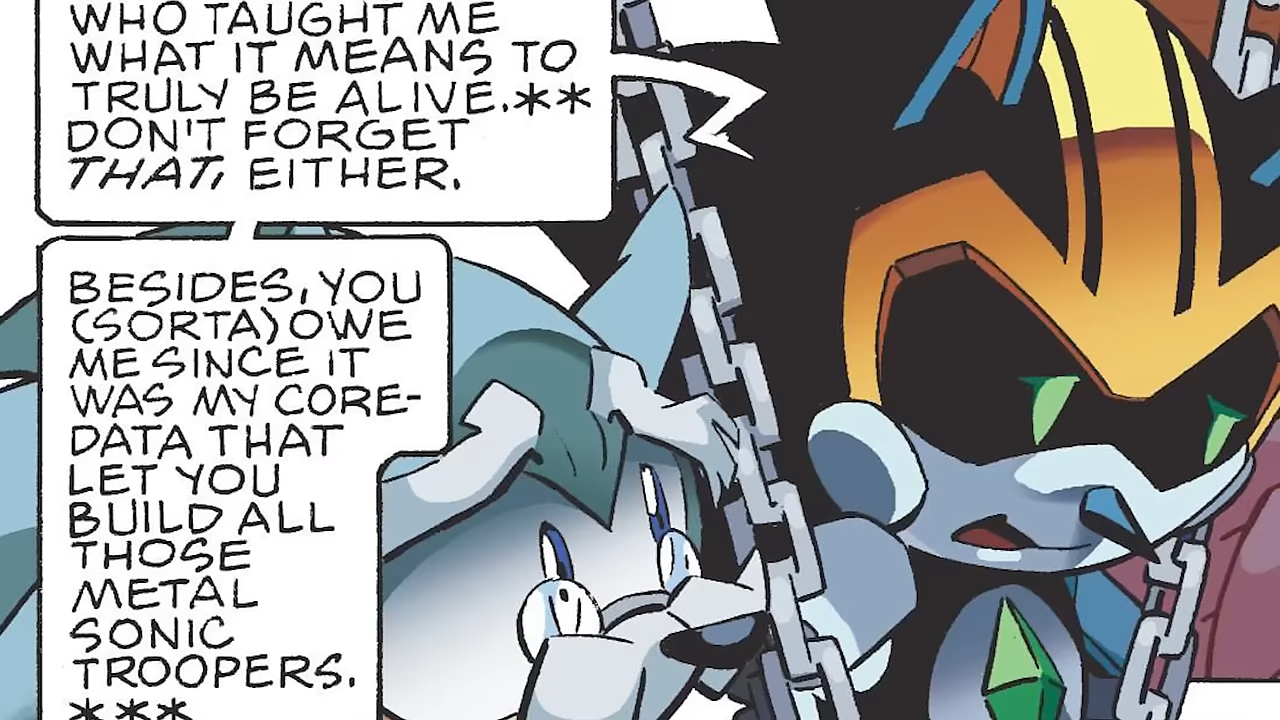 WHO TAUGHT ME
WHAT IT MEANS TO
TRULY BE ALIVE.**
DON'T FORGET
THAT, EITHER.
BESIDES, YOU
(SORTA) OWE
ME SINCE IT
WAS MY CORE-
DATA THAT
LET YOU
BUILD ALL
THOSE
METAL
SONIC
TROOPERS.
***